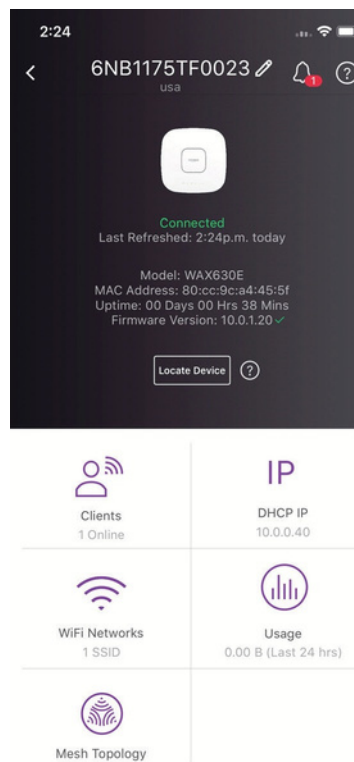 2:24
6NB1175TF0023
1
?
usa
Connected
Last Refreshed: 2:24p.m. today
Model: WAX630E
MAC Address: 80:cc:9c:a4:45:5f
Uptime: 00 Days 00 Hrs 38 Mins
Firmware Version: 10.0.1.20
Locate Device
?
Clients
1 Online
IP
DHCP IP
10.0.0.40
WiFi Networks
1 SSID
Usage
0.00 B (Last 24 hrs)
Mesh Topology